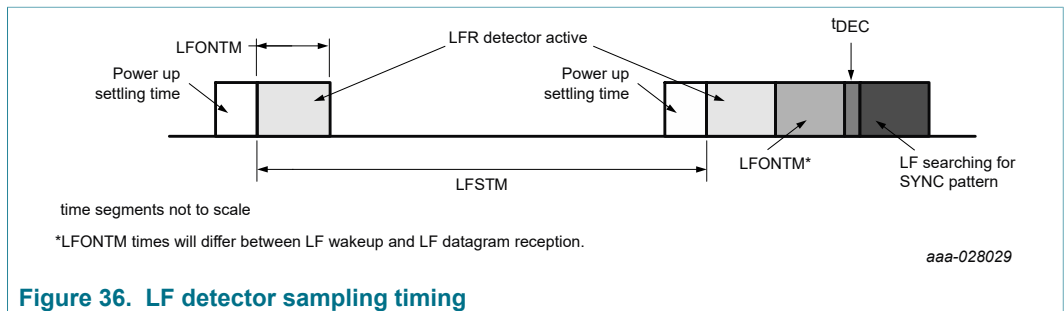 LFONTM
LFR detector active
tDEC
Power up
settling time
Power up
settling time
LFONTM*
LF searching for
SYNC pattern
LFSTM
time segments not to scale
*LFONTM times will differ between LF wakeup and LF datagram reception.
aaa-028029
Figure 36. LF detector sampling timing